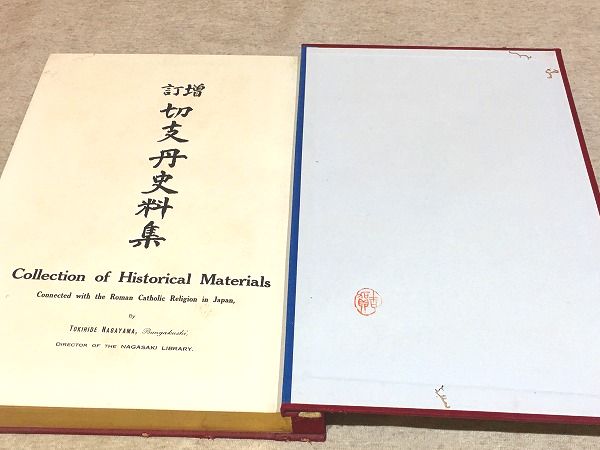 増訂
切支丹史料集
Collection of Historical Materials
Connected with the Roman Catholic Religion in Japan,
By
TOKIHIDE NAGAYAMA, Bungakushi,
DIRECTOR OF THE NAGASAKI LIBRARY.